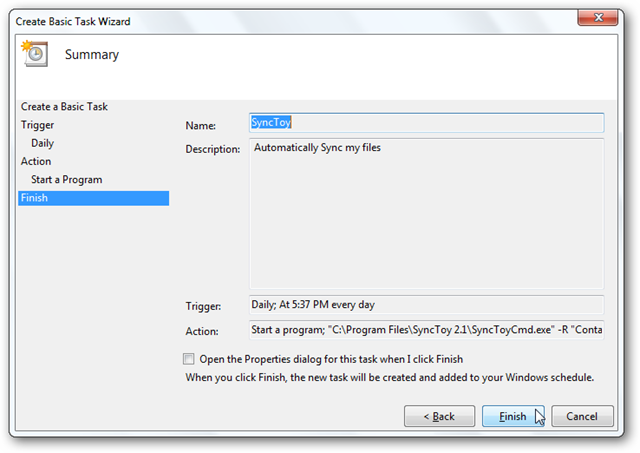 Create Basic Task Wizard
Summary
Create a Basic Task
Trigger
Daily
Action
Start a Program
Finish
Name: SyncToy
Description: Automatically Sync my files
Trigger: Daily; At 5:37 PM every day
Action: Start a program; "C:\Program Files\SyncToy 2.1\SyncToyCmd.exe" -R "Conta
Open the Properties dialog for this task when I click Finish
When you click Finish, the new task will be created and added to your Windows schedule.
< Back Finish Cancel